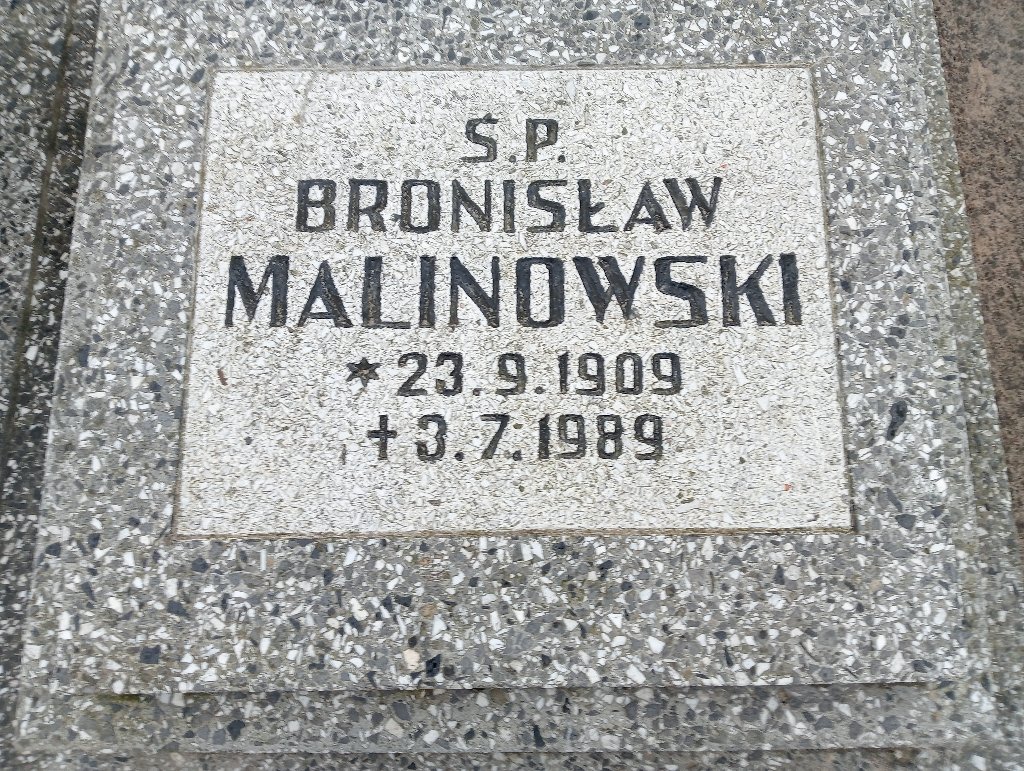 Ś.P.
BRONISŁAW
MALINOWSKI
* 23.9.1909
+ 3.7.1989